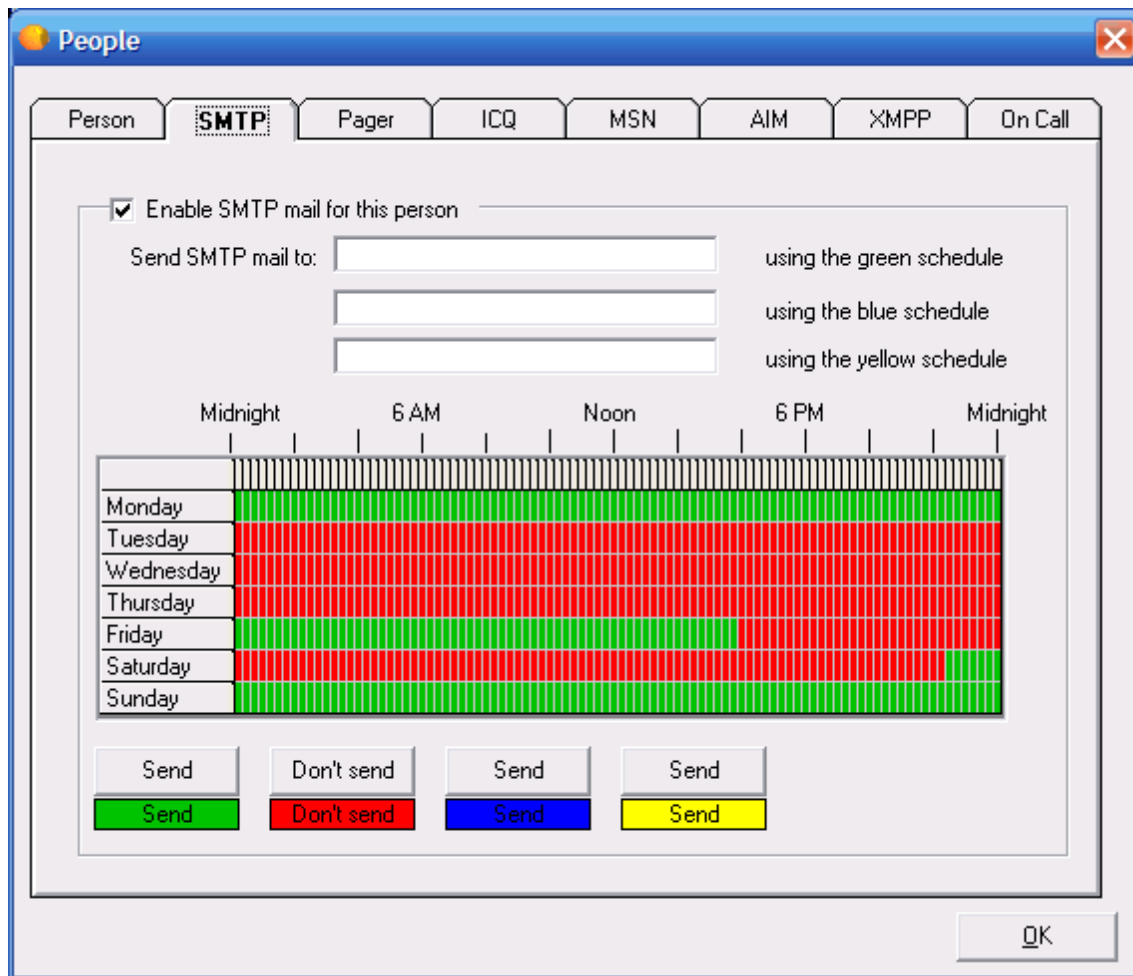 People
Person SMTP Pager ICQ MSN AIM XMPP On Call
Enable SMTP mail for this person
Send SMTP mail to: using the green schedule
using the blue schedule
using the yellow schedule
Midnight 6 AM Noon 6 PM Midnight
Monday
Tuesday
Wednesday
Thursday
Friday
Saturday
Sunday
Send Don't send Send Send
Send Don't send Send Send
OK